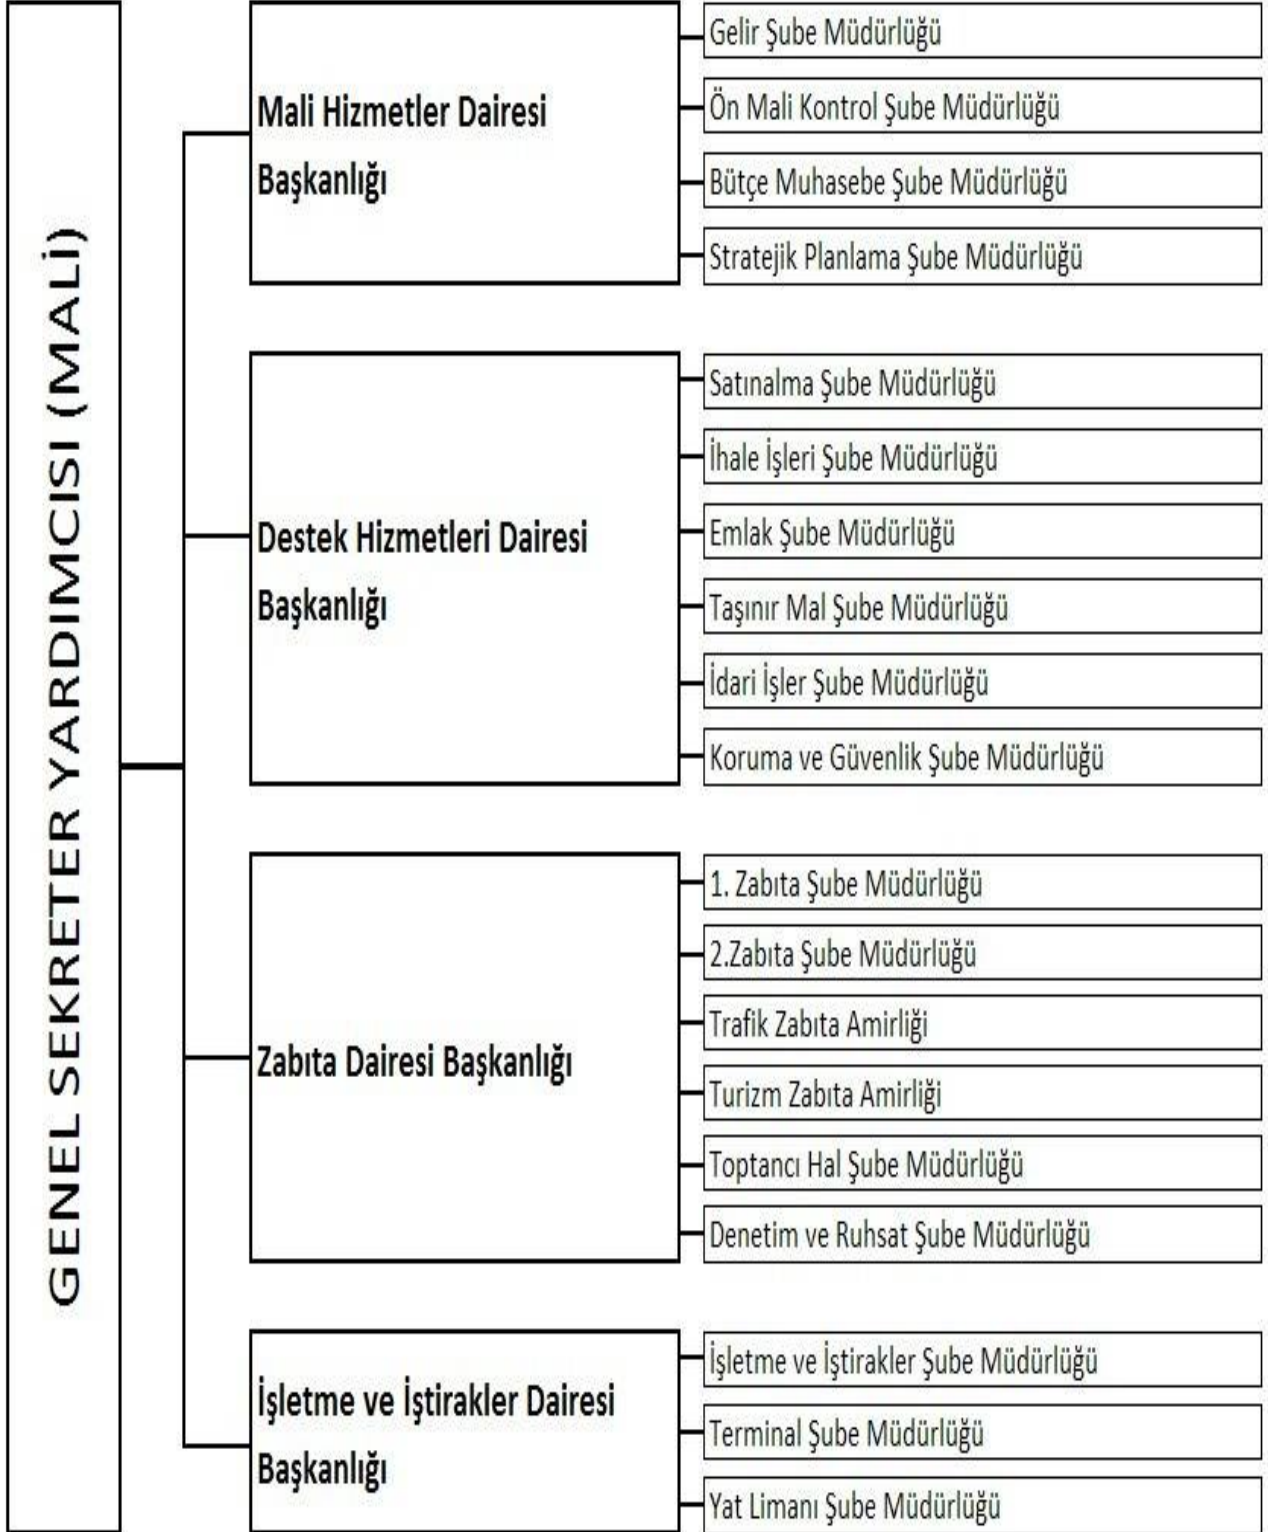 GENEL SEKRETER YARDIMCISI (MALİ)
Mali Hizmetler Dairesi
Başkanlığı
Gelir Şube Müdürlüğü
Ön Mali Kontrol Şube Müdürlüğü
Bütçe Muhasebe Şube Müdürlüğü
Stratejik Planlama Şube Müdürlüğü
Destek Hizmetleri Dairesi
Başkanlığı
Satınalma Şube Müdürlüğü
İhale İşleri Şube Müdürlüğü
Emlak Şube Müdürlüğü
Taşınır Mal Şube Müdürlüğü
İdari İşler Şube Müdürlüğü
Koruma ve Güvenlik Şube Müdürlüğü
Zabıta Dairesi Başkanlığı
1. Zabıta Şube Müdürlüğü
2.Zabıta Şube Müdürlüğü
Trafik Zabıta Amirliği
Turizm Zabıta Amirliği
Toptancı Hal Şube Müdürlüğü
Denetim ve Ruhsat Şube Müdürlüğü
İşletme ve İştirakler Dairesi
Başkanlığı
İşletme ve İştirakler Şube Müdürlüğü
Terminal Şube Müdürlüğü
Yat Limanı Şube Müdürlüğü